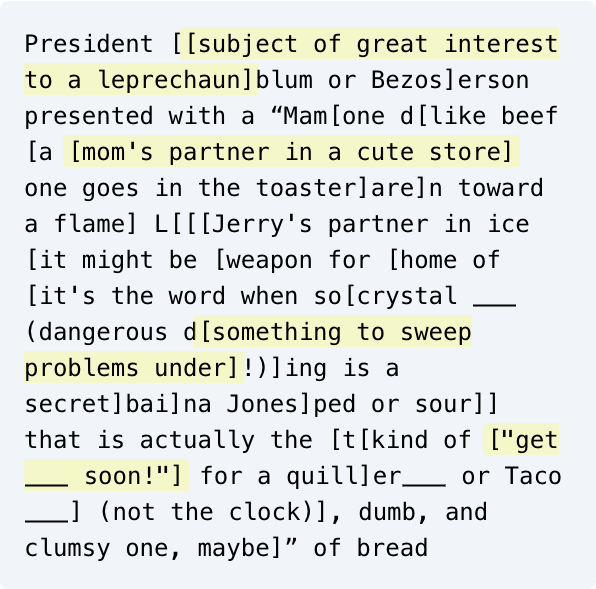 President [[subject of great interest
to a leprechaun]blum or Bezos]erson
presented with a “Mam[one d[like beef
[a [mom's partner in a cute store]
one goes in the toaster]are]n toward
a flame] L[[[Jerry's partner in ice
[it might be [weapon for [home of
[it's the word when so[crystal ___
(dangerous d[something to sweep
problems under]!)]ing is a
secret]bai]na Jones]ped or sour]]
that is actually the [t[kind of ["get
___ soon!"] for a quill]er___ or Taco
___] (not the clock)], dumb, and
clumsy one, maybe]” of bread